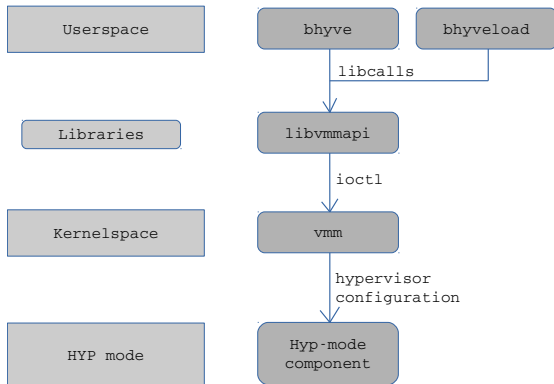 Userspace
bhyve
bhyveload
libcalls
Libraries
libvmmapi
ioctl
Kernelspace
vmm
hypervisor
configuration
HYP mode
Hyp-mode
component